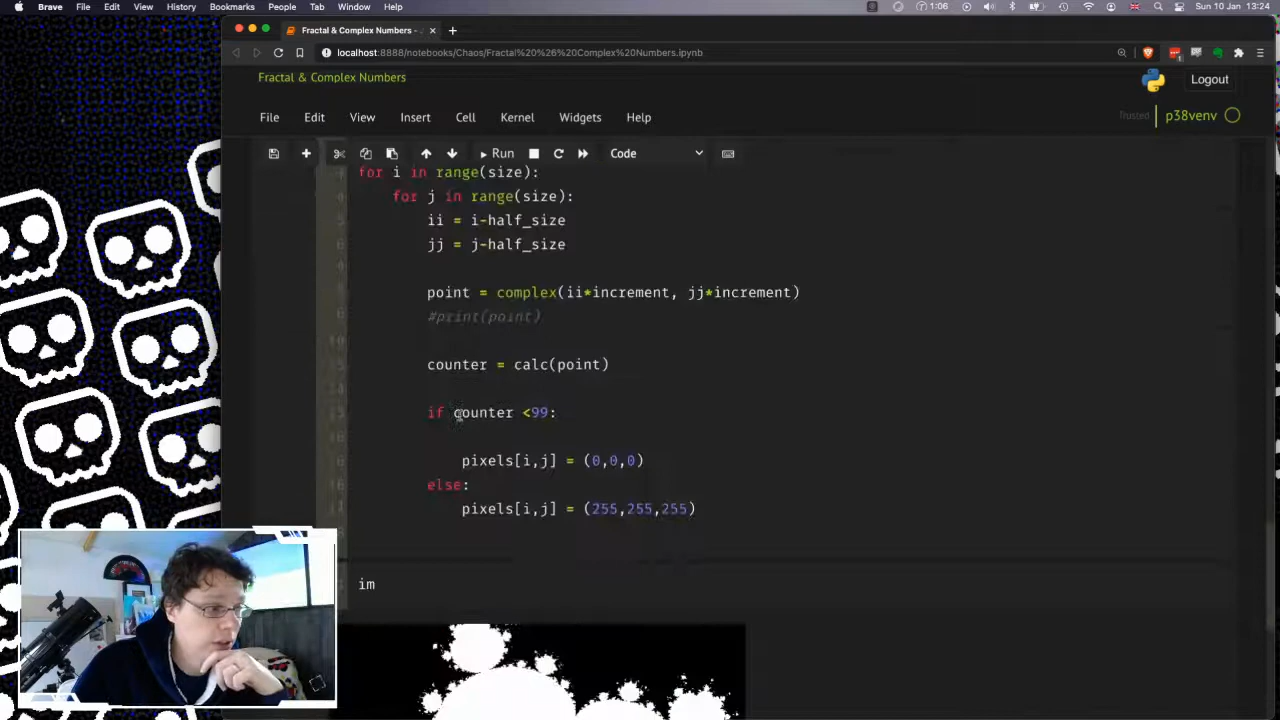 Brave File Edit View History Bookmarks People Tab Window Help 1:06 Sun 10 Jan 13:24
Fractal & Complex Numbers - .
localhost:8888/notebooks/Chaos/Fractal%20%26%20Complex%20Numbers.ipynb
Fractal & Complex Numbers
Logout
File Edit View Insert Cell Kernel Widgets Help
Trusted p38venv
Run Code
for i in range(size):
for j in range(size):
ii = i-half_size
jj = j-half_size
point = complex(ii*increment, jj*increment)
#print(point)
counter = calc(point)
if counter <99:
pixels[i,j] = (0,0,0)
else:
pixels[i,j] = (255,255,255)
im